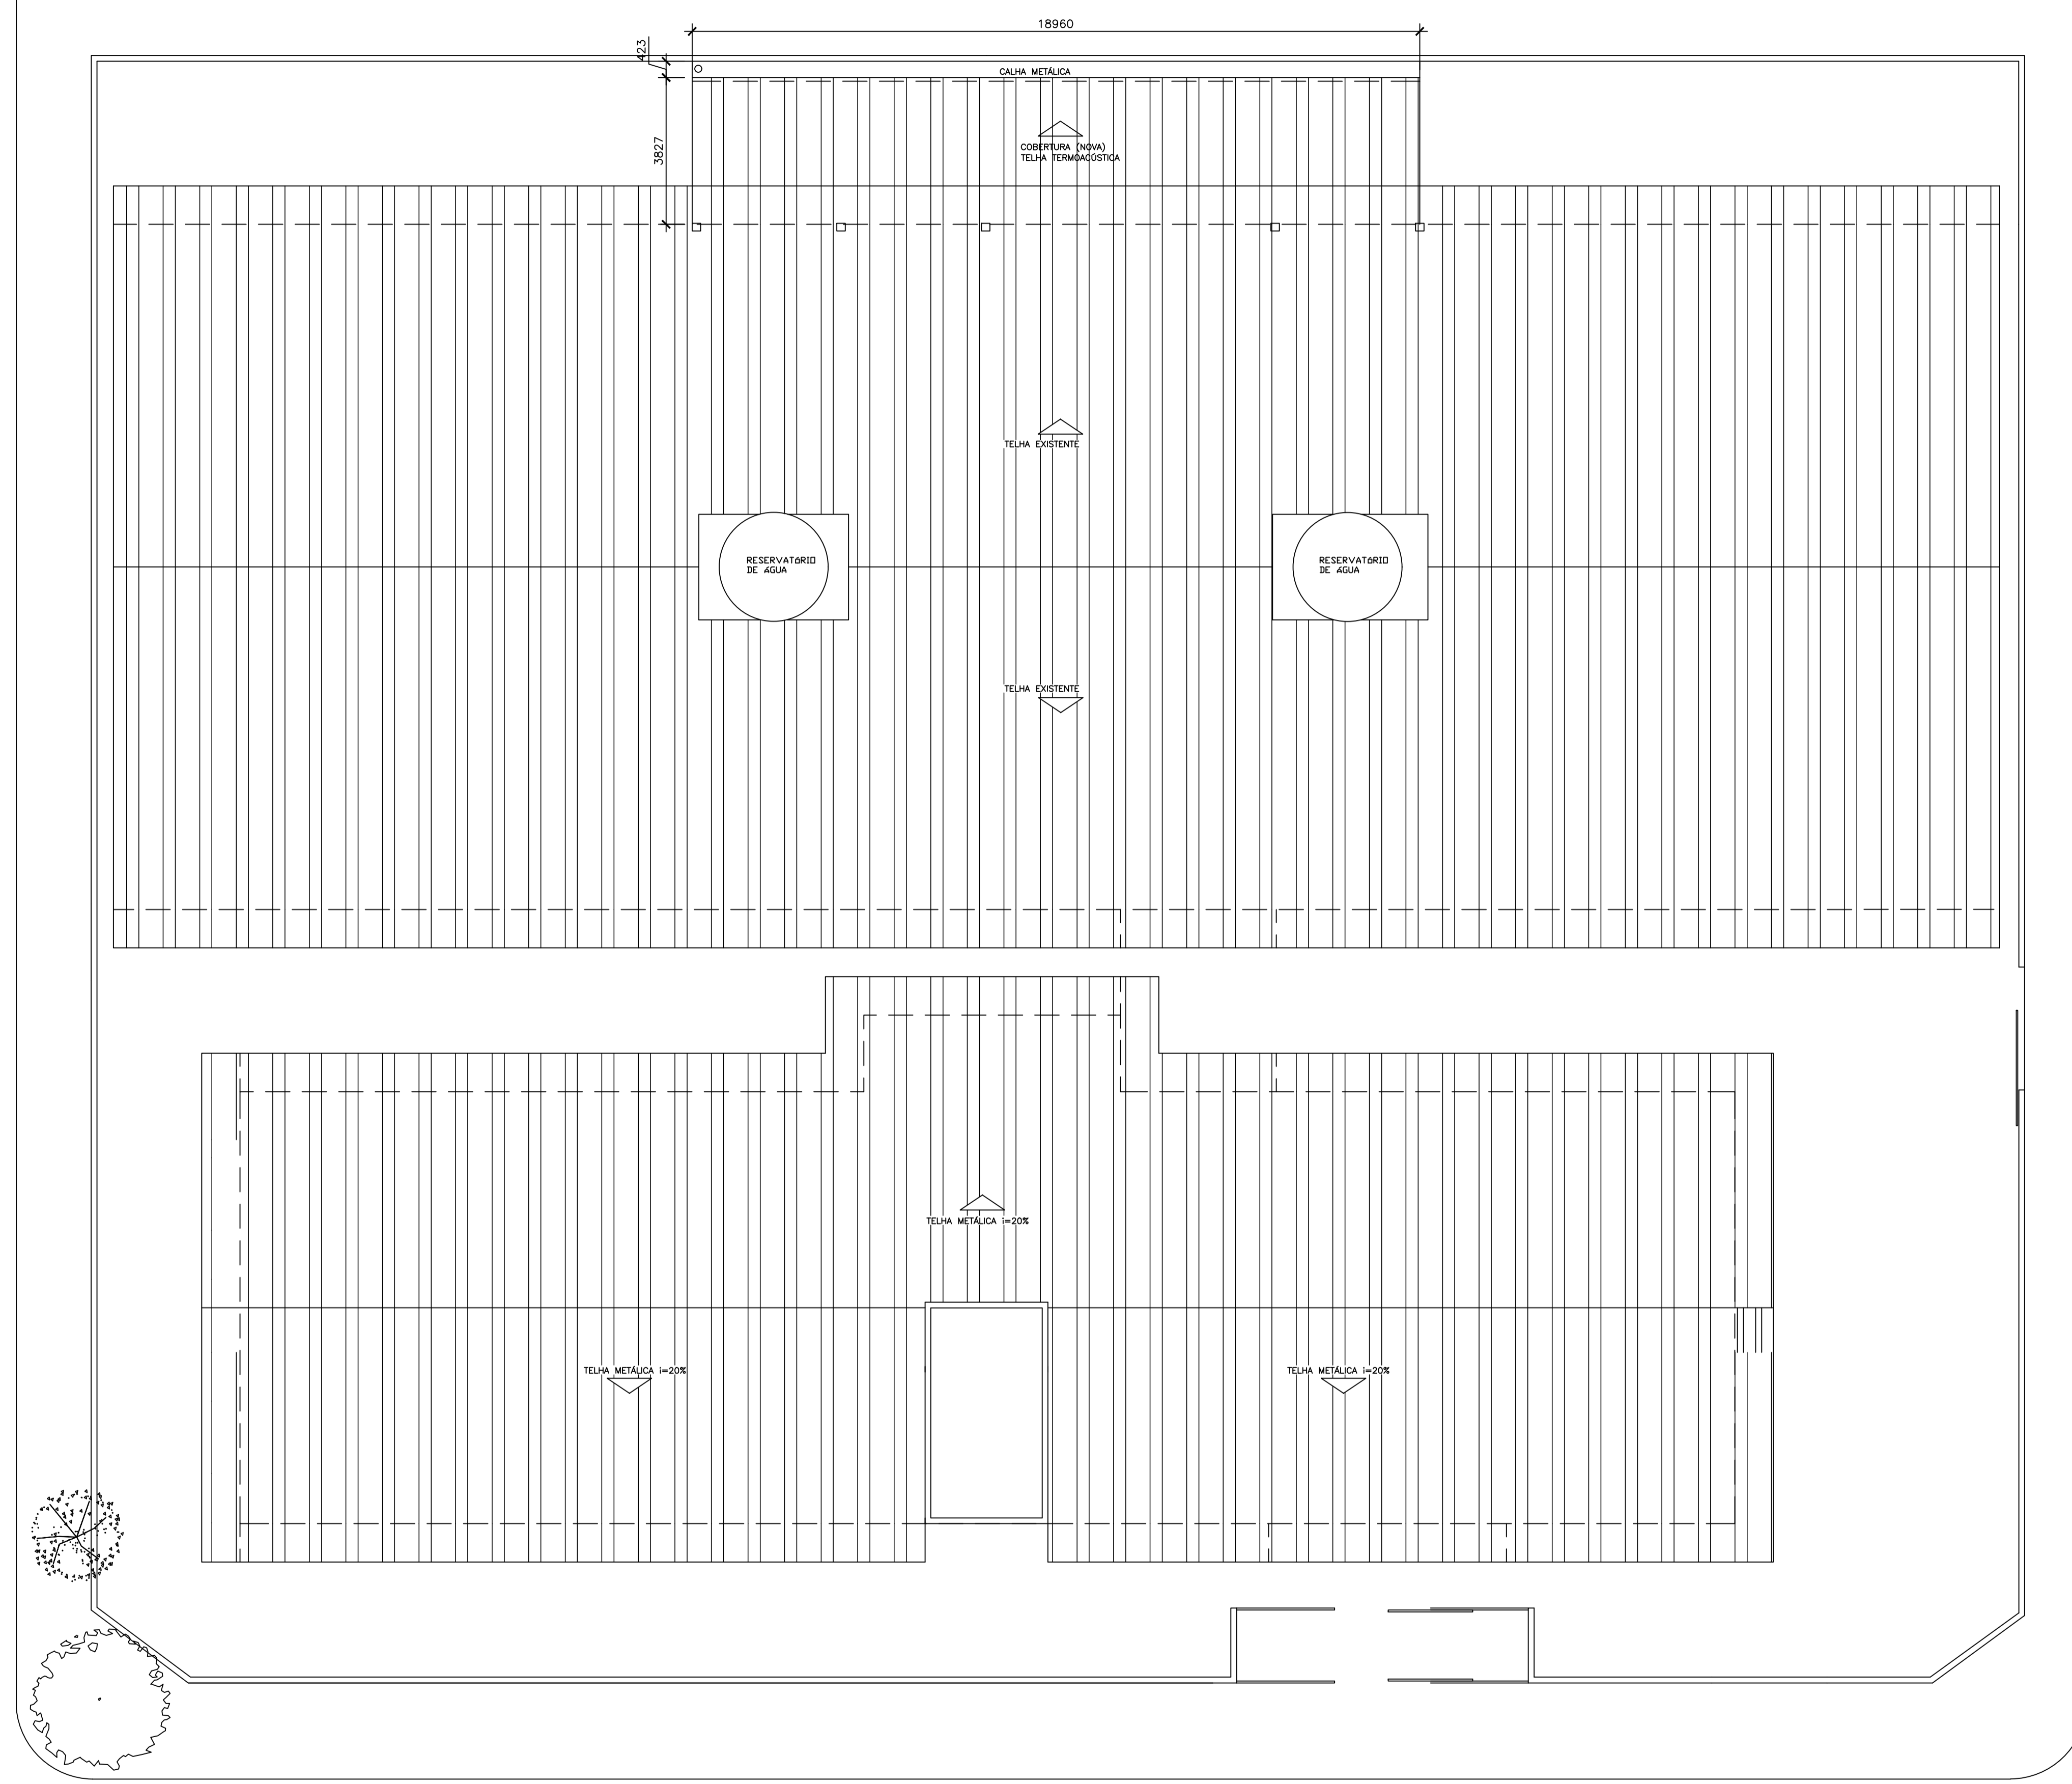 18960
423
CALHA METÁLICA
3827
COBERTURA (NOVA)
TELHA TERMOACÚSTICA
TELHA EXISTENTE
RESERVATóRIO
DE áGUA
RESERVATóRIO
DE áGUA
TELHA EXISTENTE
TELHA METÁLICA i=20%
TELHA METÁLICA i=20%
TELHA METÁLICA i=20%